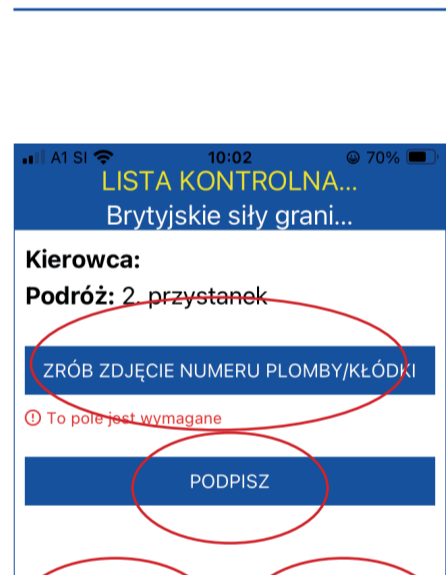 A1 SI 10:02 70%
LISTA KONTROLNA...
Brytyjskie siły grani...
Kierowca:
Podróż: 2. przystanek
ZRÓB ZDJĘCIE NUMERU PLOMBY/KŁÓDKI
To pole jest wymagane
PODPISZ